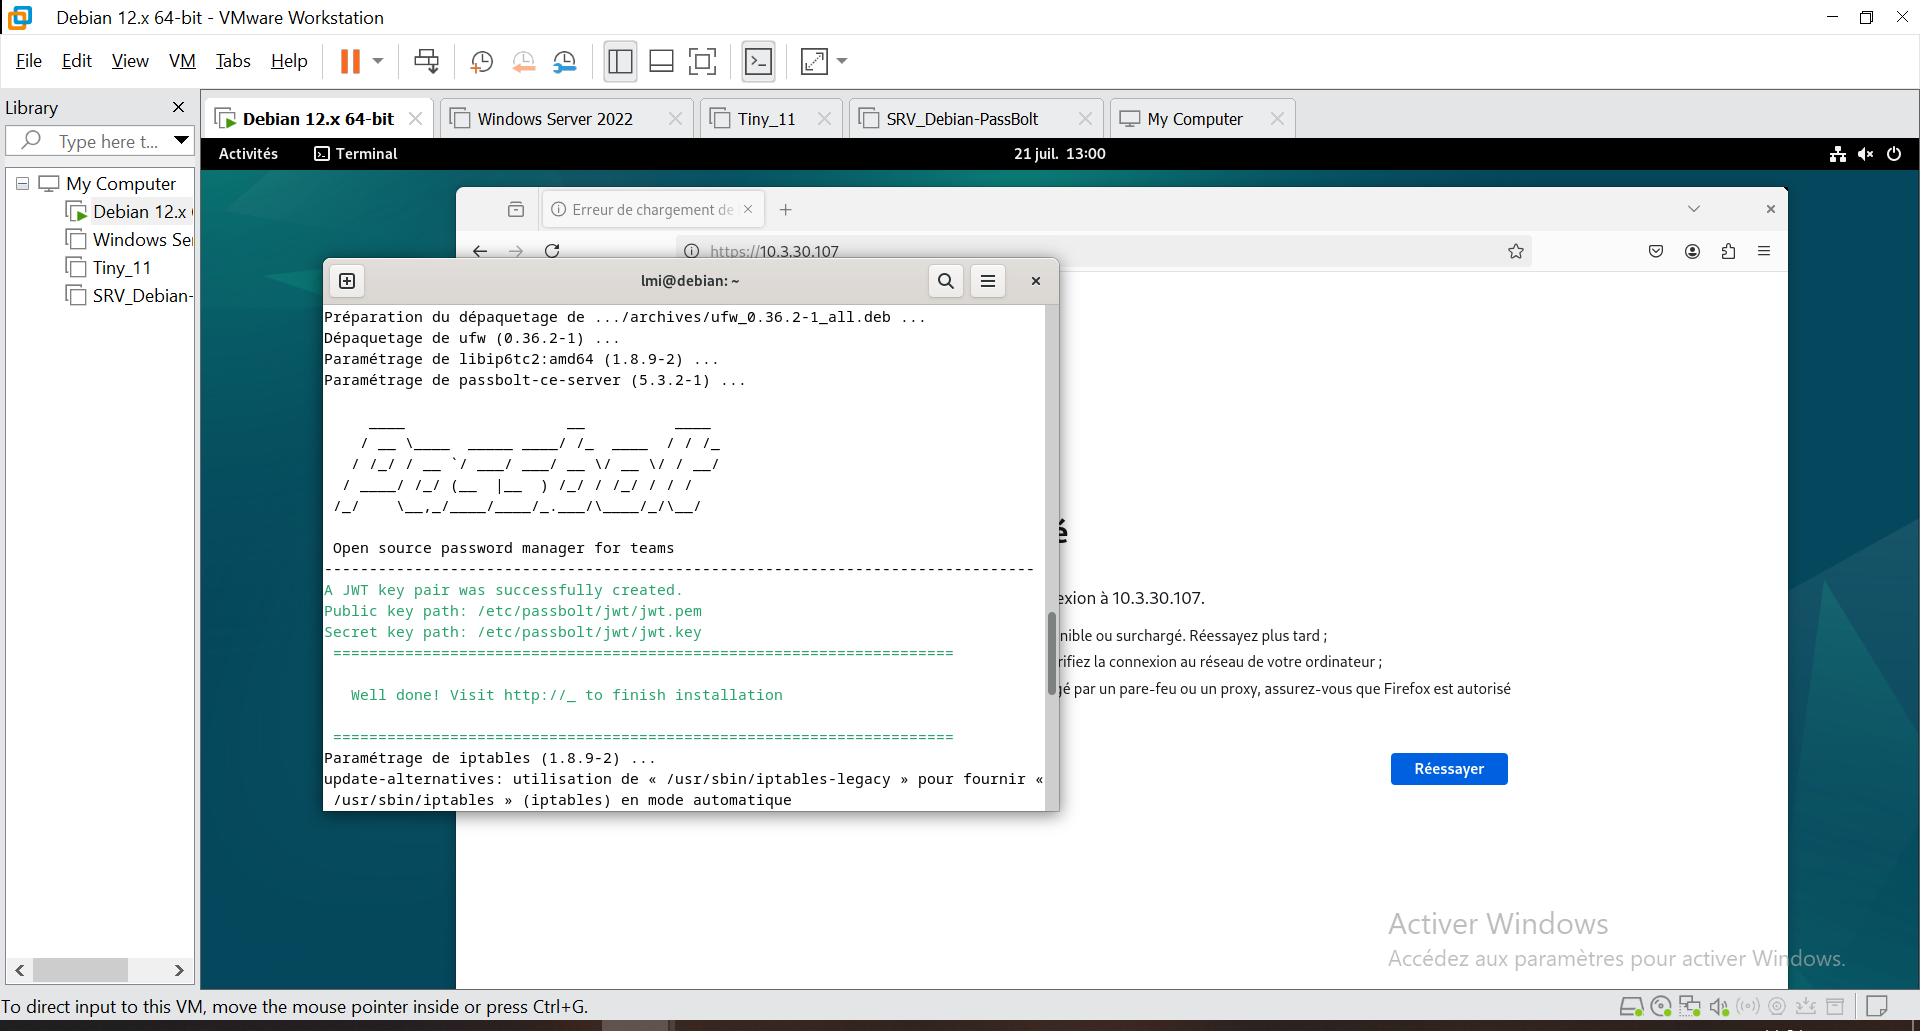 Debian 12.x 64-bit - VMware Workstation
File Edit View VM Tabs Help
Library
Type here t...
My Computer
Debian 12.x
Windows Ser
Tiny_11
SRV_Debian-
Debian 12.x 64-bit
Windows Server 2022
Tiny_11
SRV_Debian-PassBolt
My Computer
Activités Terminal 21 juil. 13:00
Erreur de chargement de
https://10.3.30.107
lmi@debian: ~
Préparation du dépaquetage de .../archives/ufw_0.36.2-1_all.deb ...
Dépaquetage de ufw (0.36.2-1) ...
Paramétrage de libip6tc2:amd64 (1.8.9-2) ...
Paramétrage de passbolt-ce-server (5.3.2-1) ...
Open source password manager for teams
-------------------------------------------------------------------------------
A JWT key pair was successfully created.
Public key path: /etc/passbolt/jwt/jwt.pem
Secret key path: /etc/passbolt/jwt/jwt.key
=====================================================================
Well done! Visit http://_ to finish installation
=====================================================================
Paramétrage de iptables (1.8.9-2) ...
update-alternatives: utilisation de « /usr/sbin/iptables-legacy » pour fournir «
/usr/sbin/iptables » (iptables) en mode automatique
é
exion à 10.3.30.107.
nible ou surchargé. Réessayez plus tard ;
rifiez la connexion au réseau de votre ordinateur ;
gé par un pare-feu ou un proxy, assurez-vous que Firefox est autorisé
Réessayer
Activer Windows
Accédez aux paramètres pour activer Windows.
To direct input to this VM, move the mouse pointer inside or press Ctrl+G.